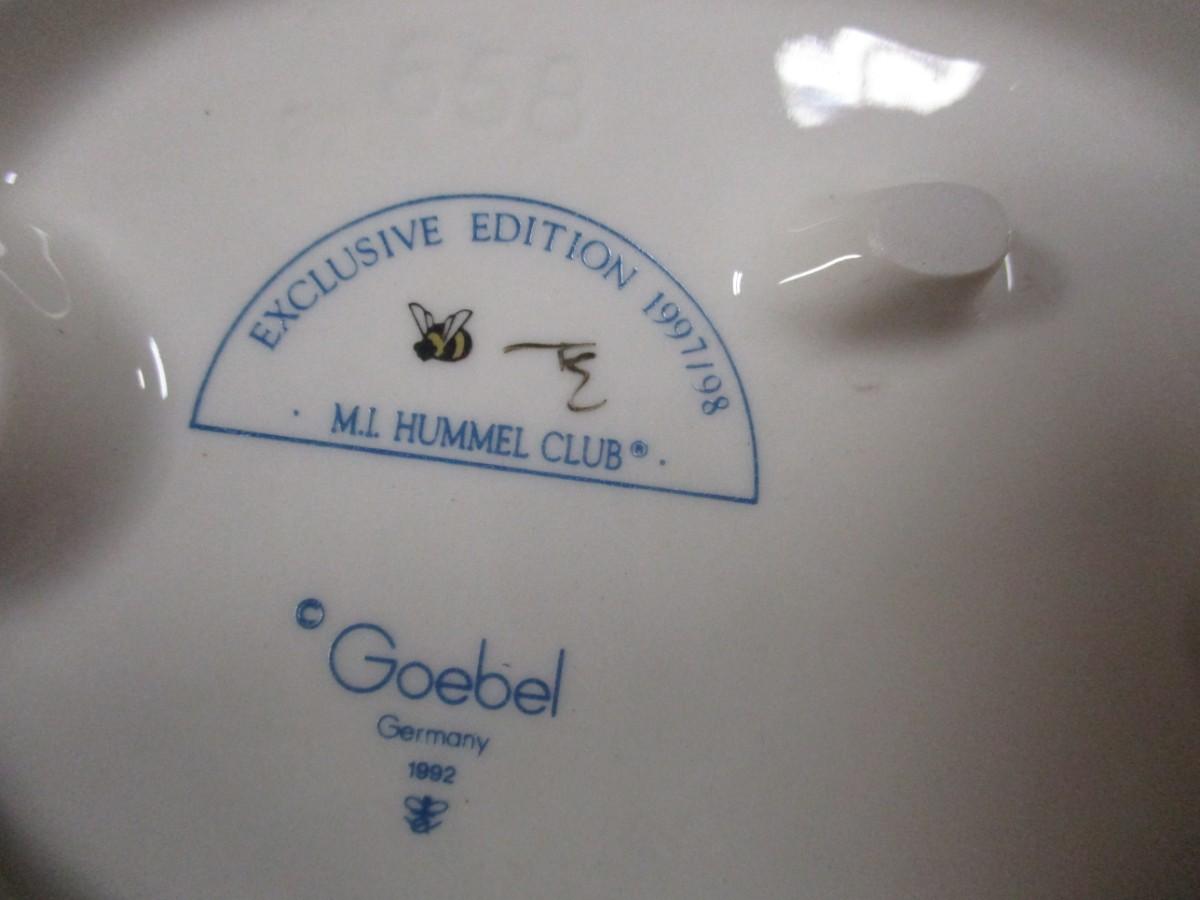 EXCLUSIVE EDITION 1997/98
· M.I. HUMMEL CLUB® ·
© Goebel
Germany
1992